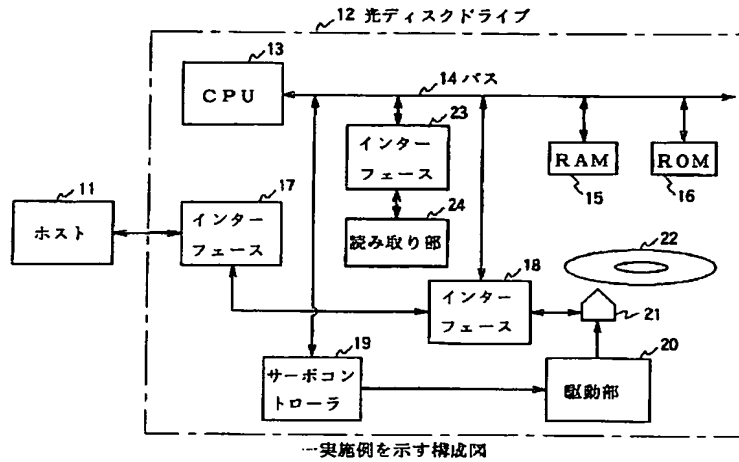 12 光ディスクドライブ
13
CPU
14 バス
23
インター
フェース
RAM
15
ROM
16
11
ホスト
17
インター
フェース
24
読み取り部
18
インター
フェース
22
21
19
サーボコン
トローラ
20
駆動部
一実施例を示す構成図